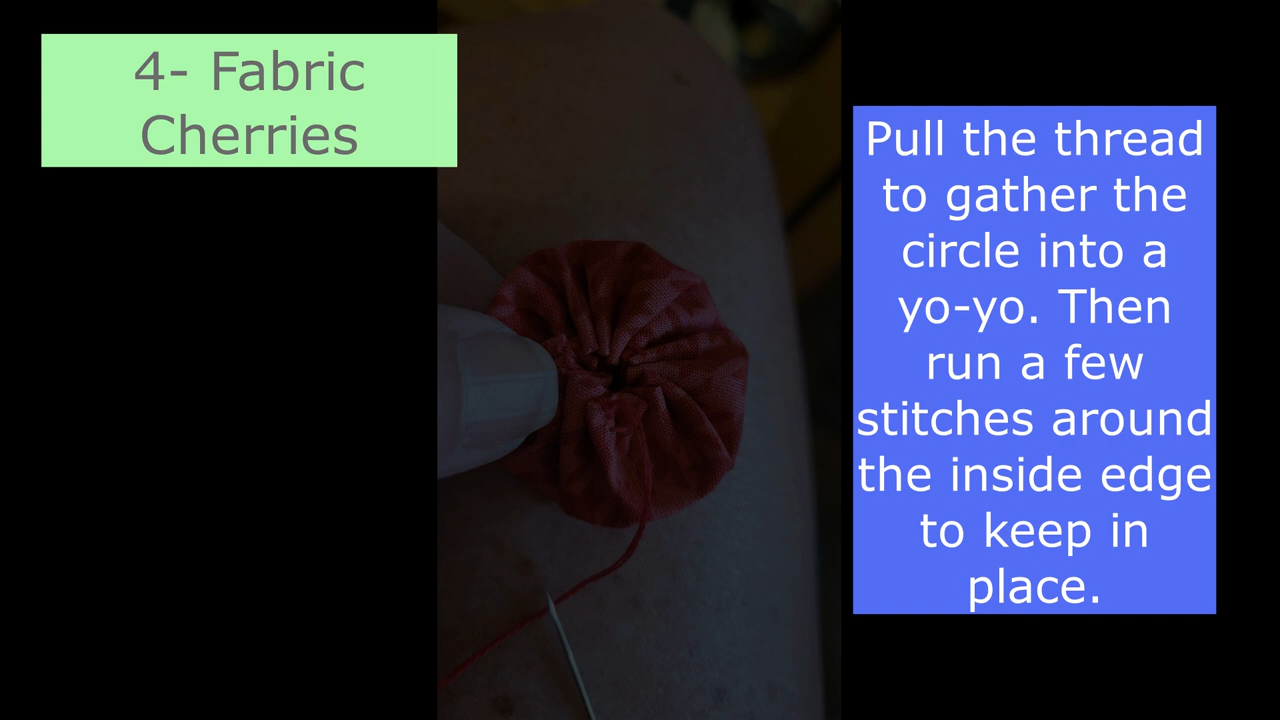 4- Fabric
Cherries
Pull the thread
to gather the
circle into a
yo-yo. Then
run a few
stitches around
the inside edge
to keep in
place.